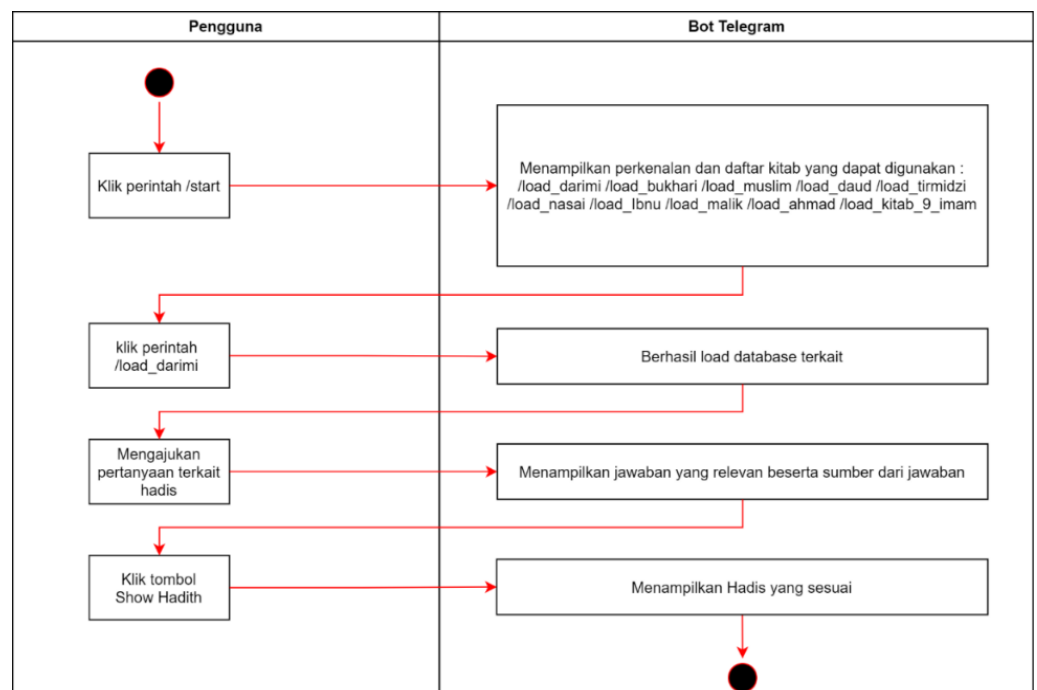 Pengguna
Bot Telegram
Klik perintah /start
Menampilkan perkenalan dan daftar kitab yang dapat digunakan :
/load_darimi /load_bukhari /load_muslim /load_daud /load_tirmidzi
/load_nasai /load_Ibnu /load_malik /load_ahmad /load_kitab_9_imam
klik perintah
/load_darimi
Berhasil load database terkait
Mengajukan
pertanyaan terkait
hadis
Menampilkan jawaban yang relevan beserta sumber dari jawaban
Klik tombol
Show Hadith
Menampilkan Hadis yang sesuai